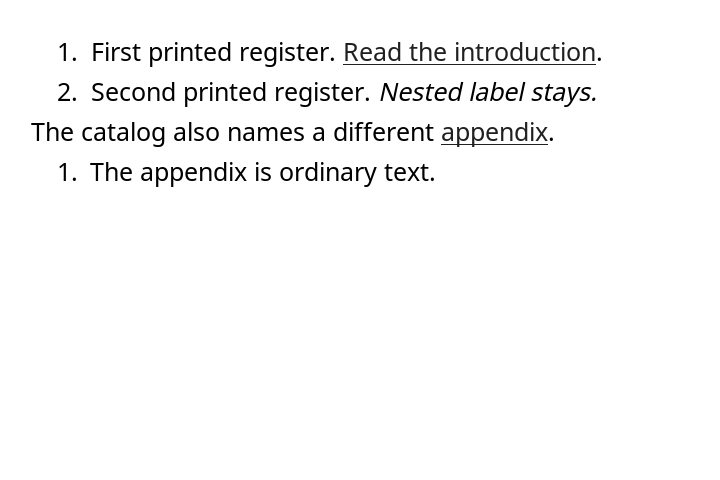 1. First printed register. Read the introduction.
2. Second printed register. Nested label stays.
The catalog also names a different appendix.
1. The appendix is ordinary text.